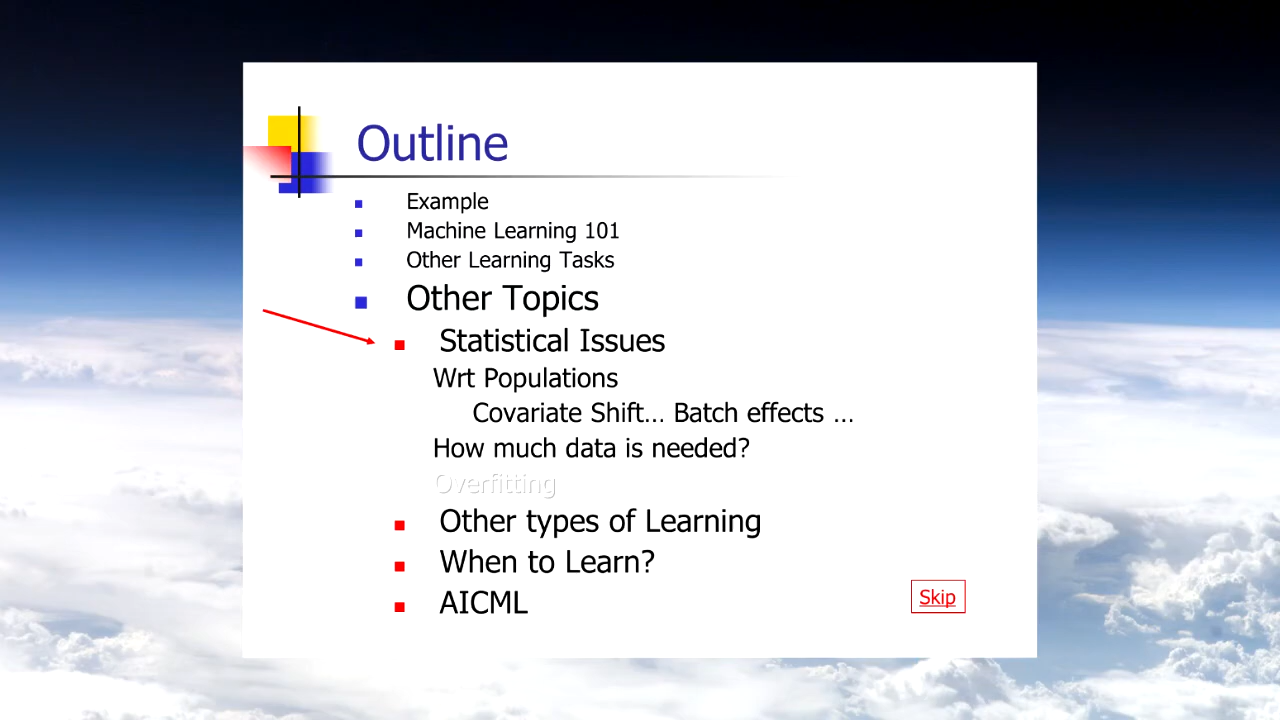 Outline
Example
Machine Learning 101
Other Learning Tasks
Other Topics
Statistical Issues
Wrt Populations
Covariate Shift… Batch effects …
How much data is needed?
Overfitting
Other types of Learning
When to Learn?
AICML
Skip